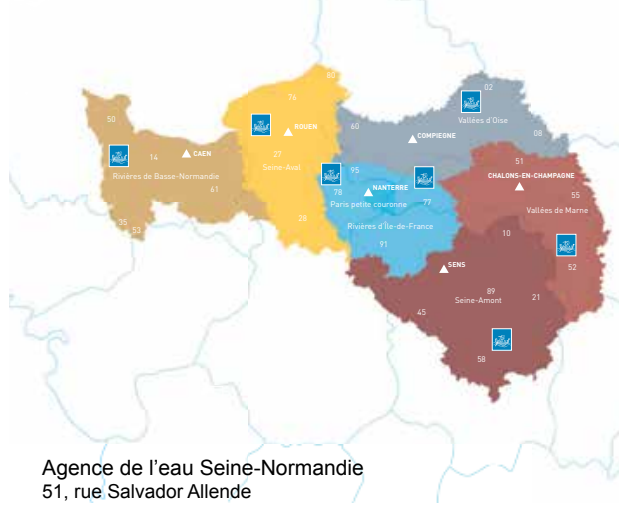 80
76
02
50
Vallées d'Oise
60
ROUEN
COMPIEGNE
08
14
CAEN
27
Seine-Aval
95
51
CHALONS-EN-CHAMPAGNE
Rivières de Basse-Normandie
61
78
NANTERRE
77
55
Paris petite couronne
Vallées de Marne
35
53
28
Rivières d'Ile-de-France
91
10
SENS
52
89
21
Seine-Amont
45
58
Agence de l'eau Seine-Normandie
51, rue Salvador Allende